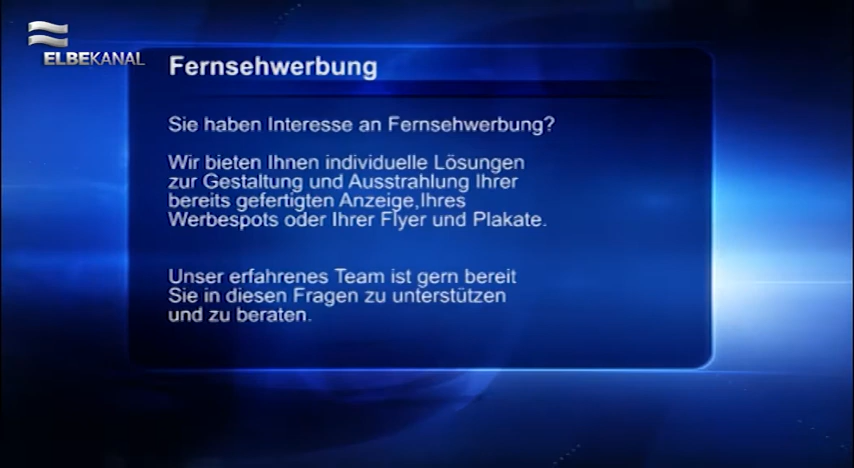 ELBEKANAL
Fernsehwerbung
Sie haben Interesse an Fernsehwerbung?
Wir bieten Ihnen individuelle Lösungen
zur Gestaltung und Ausstrahlung Ihrer
bereits gefertigten Anzeige,Ihres
Werbespots oder Ihrer Flyer und Plakate.
Unser erfahrenes Team ist gern bereit
Sie in diesen Fragen zu unterstützen
und zu beraten.